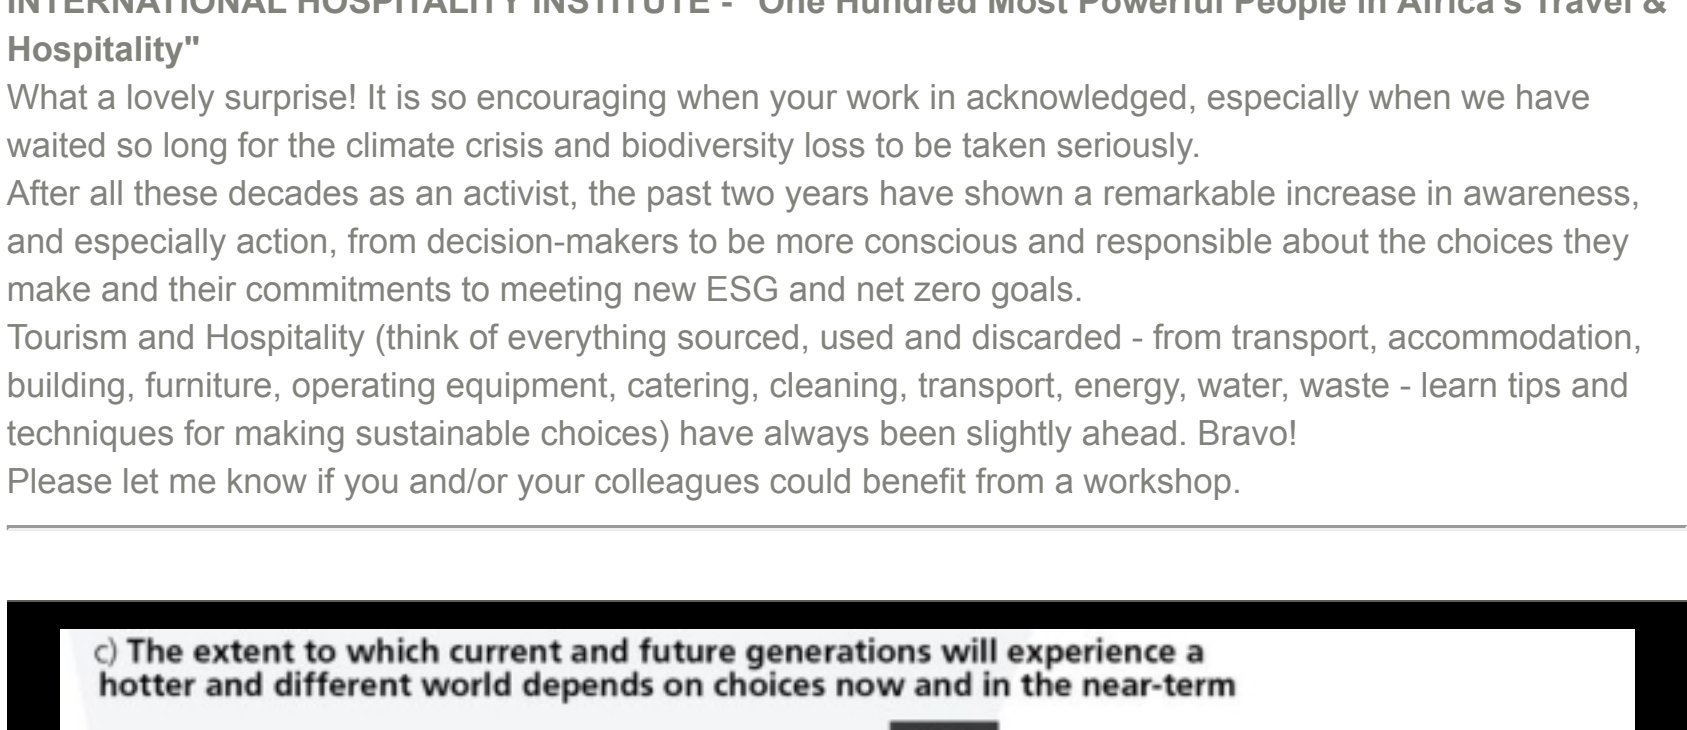 INTERNATIONAL HOSPITALITY INSTITUTE - "One Hundred Most Powerful People in Africa's Travel &
Hospitality"
What a lovely surprise! It is so encouraging when your work in acknowledged, especially when we have
waited so long for the climate crisis and biodiversity loss to be taken seriously.
After all these decades as an activist, the past two years have shown a remarkable increase in awareness,
and especially action, from decision-makers to be more conscious and responsible about the choices they
make and their commitments to meeting new ESG and net zero goals.
Tourism and Hospitality (think of everything sourced, used and discarded - from transport, accommodation,
building, furniture, operating equipment, catering, cleaning, transport, energy, water, waste - learn tips and
techniques for making sustainable choices) have always been slightly ahead. Bravo!
Please let me know if you and/or your colleagues could benefit from a workshop.
c) The extent to which current and future generations will experience a
hotter and different world depends on choices now and in the near-term